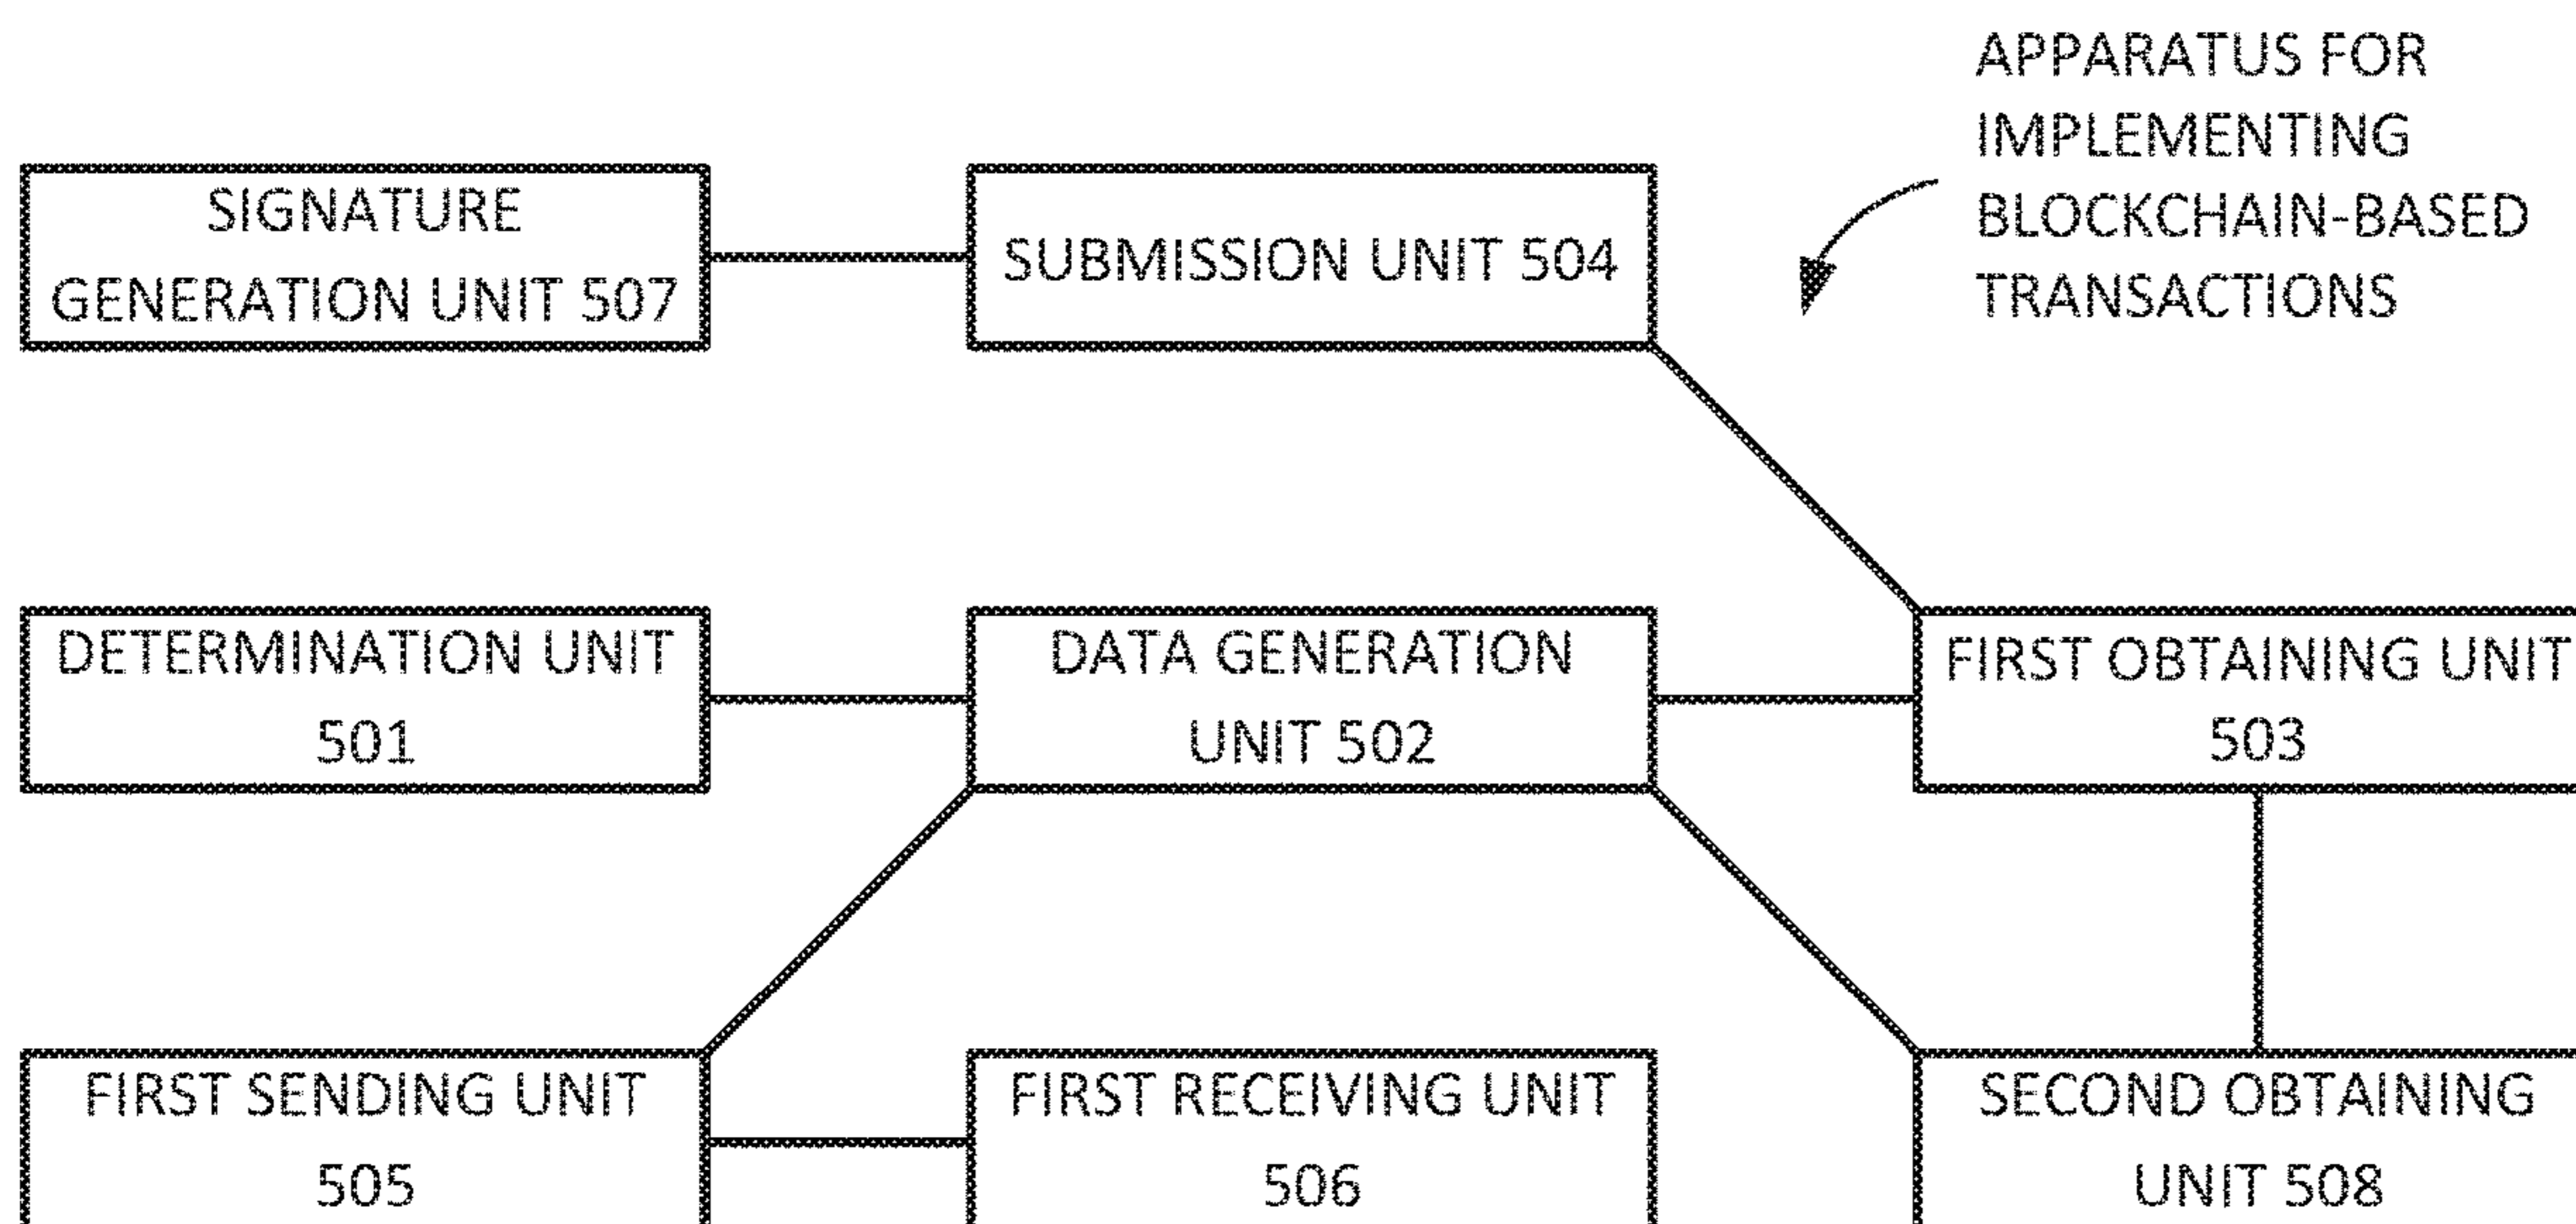 APPARATUS FOR
IMPLEMENTING
BLOCKCHAIN-BASED
TRANSACTIONS
SIGNATURE
GENERATION UNIT 507
SUBMISSION UNIT 504
DETERMINATION UNIT
501
DATA GENERATION
UNIT 502
FIRST OBTAINING UNIT
503
FIRST SENDING UNIT
505
FIRST RECEIVING UNIT
506
SECOND OBTAINING
UNIT 508